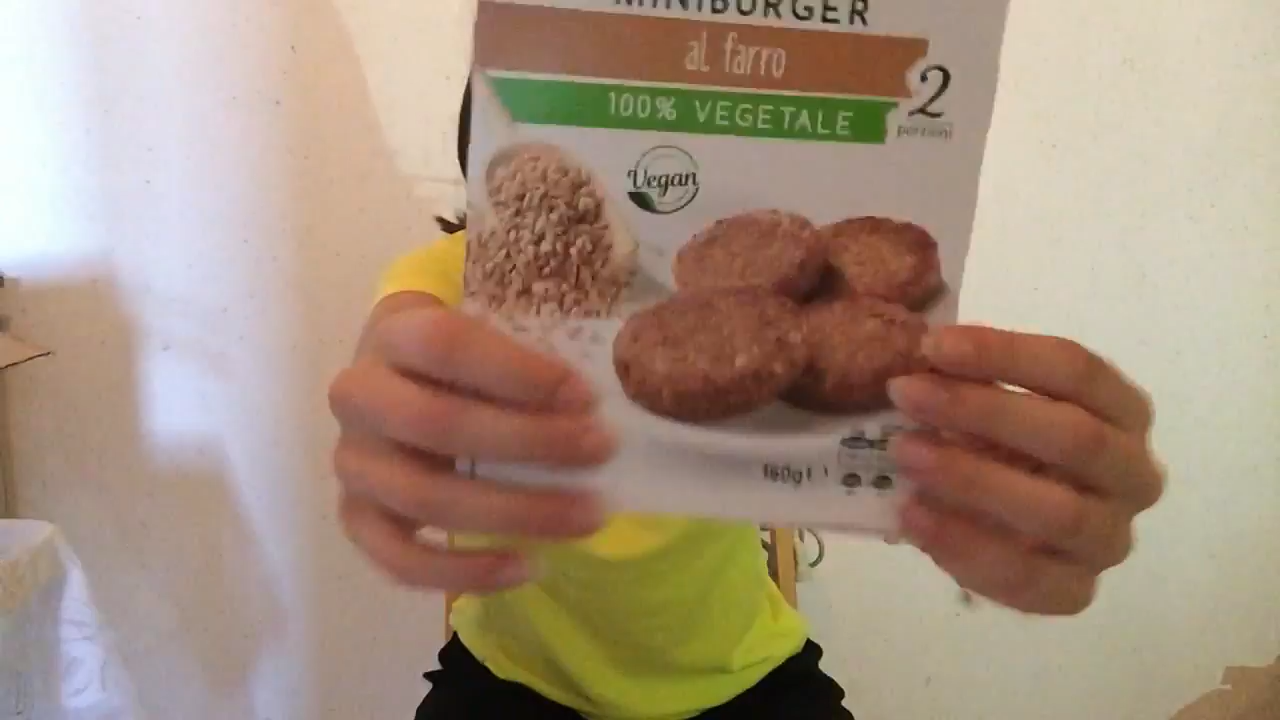 MINIBURGER
al farro
100% VEGETALE
2
porzioni
Vegan
160g